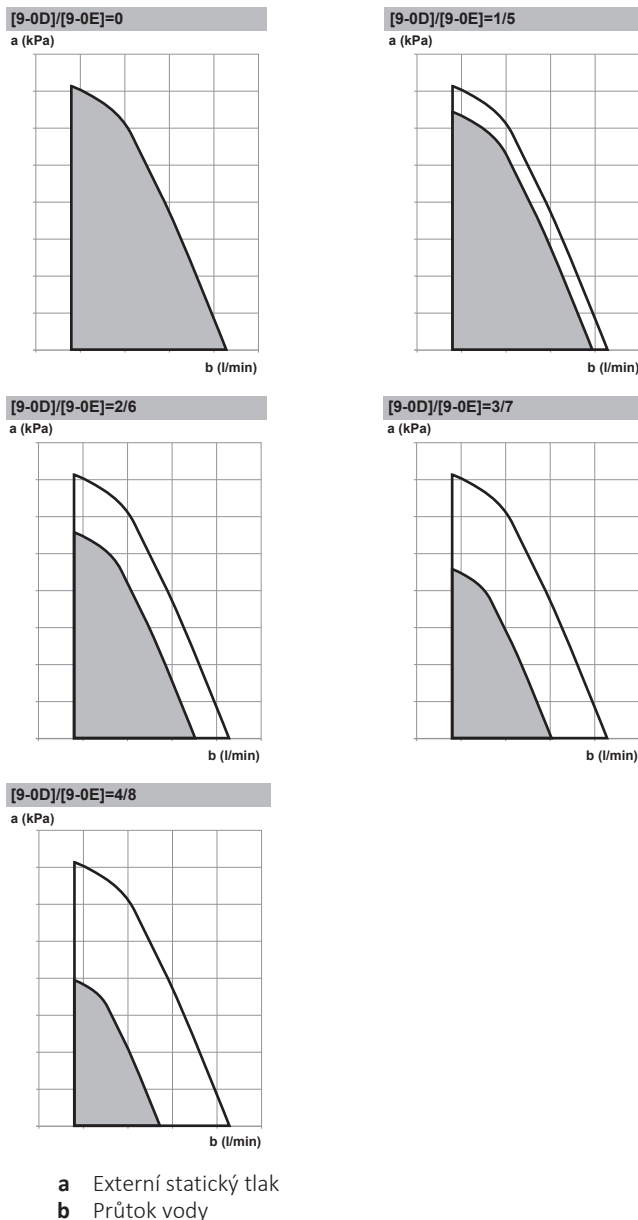 [9-0D]/[9-0E]=0
a (kPa)
b (l/min)
[9-0D]/[9-0E]=1/5
a (kPa)
b (l/min)
[9-0D]/[9-0E]=2/6
a (kPa)
b (l/min)
[9-0D]/[9-0E]=3/7
a (kPa)
b (l/min)
[9-0D]/[9-0E]=4/8
a (kPa)
b (l/min)
a Externí statický tlak
b Průtok vody